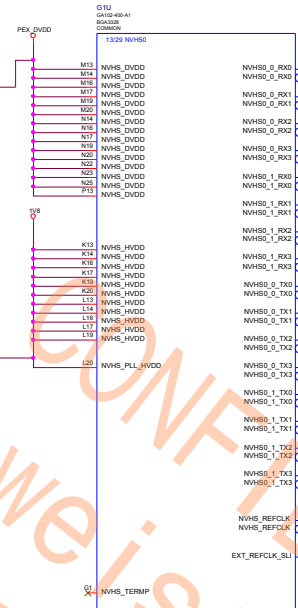 G1U
GA102-400-A1
BGA3328
COMMON
13/29 NVHS0
PEX_DVDD
M13 NVHS_DVDD
M14 NVHS_DVDD
M16 NVHS_DVDD
M17 NVHS_DVDD
M19 NVHS_DVDD
M20 NVHS_DVDD
N14 NVHS_DVDD
N16 NVHS_DVDD
N17 NVHS_DVDD
N19 NVHS_DVDD
N20 NVHS_DVDD
N22 NVHS_DVDD
N23 NVHS_DVDD
N25 NVHS_DVDD
P13 NVHS_DVDD
1V8
K13 NVHS_HVDD
K14 NVHS_HVDD
K16 NVHS_HVDD
K17 NVHS_HVDD
K19 NVHS_HVDD
K20 NVHS_HVDD
L13 NVHS_HVDD
L14 NVHS_HVDD
L16 NVHS_HVDD
L17 NVHS_HVDD
L19 NVHS_HVDD
L20 NVHS_PLL_HVDD
G1 NVHS_TERMP
NVHS0_0_RX0
NVHS0_0_RX0
NVHS0_0_RX1
NVHS0_0_RX1
NVHS0_0_RX2
NVHS0_0_RX2
NVHS0_0_RX3
NVHS0_0_RX3
NVHS0_1_RX0
NVHS0_1_RX0
NVHS0_1_RX1
NVHS0_1_RX1
NVHS0_1_RX2
NVHS0_1_RX2
NVHS0_1_RX3
NVHS0_1_RX3
NVHS0_0_TX0
NVHS0_0_TX0
NVHS0_0_TX1
NVHS0_0_TX1
NVHS0_0_TX2
NVHS0_0_TX2
NVHS0_0_TX3
NVHS0_0_TX3
NVHS0_1_TX0
NVHS0_1_TX0
NVHS0_1_TX1
NVHS0_1_TX1
NVHS0_1_TX2
NVHS0_1_TX2
NVHS0_1_TX3
NVHS0_1_TX3
NVHS_REFCLK
NVHS_REFCLK
EXT_REFCLK_SLI
CONFI
weis